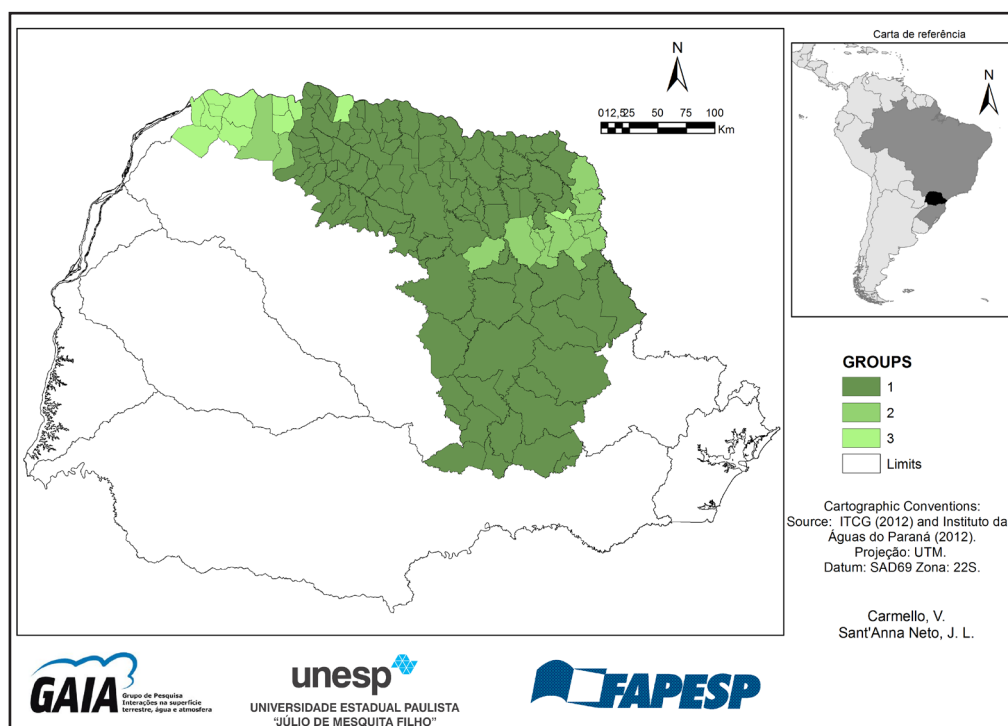 Carta de referência
N
N
0 12,5 25 50 75 100
Km
GROUPS
1
2
3
Limits
Cartographic Conventions:
Source: ITCG (2012) and Instituto da
Águas do Paraná (2012).
Projeção: UTM.
Datum: SAD69 Zona: 22S.
Carmello, V.
Sant'Anna Neto, J. L.
GAIA
Grupo de Pesquisa
Interações na superfície
terrestre, água e atmosfera
unesp
UNIVERSIDADE ESTADUAL PAULISTA
"JÚLIO DE MESQUITA FILHO"
FAPESP